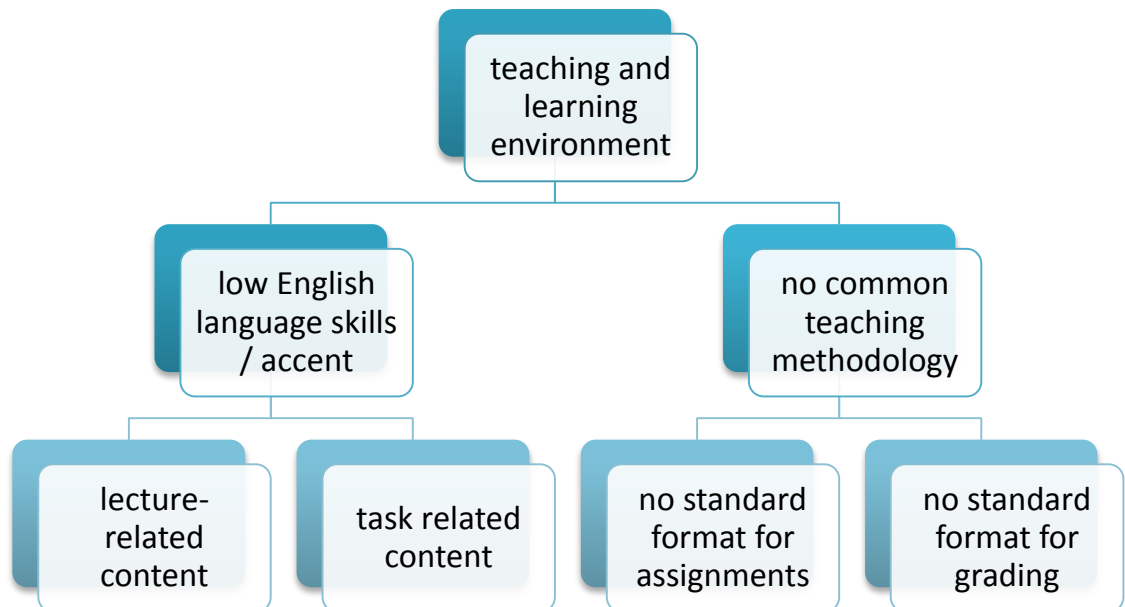 teaching and
learning
environment
low English
language skills
/ accent
no common
teaching
methodology
lecture-
related
content
task related
content
no standard
format for
assignments
no standard
format for
grading